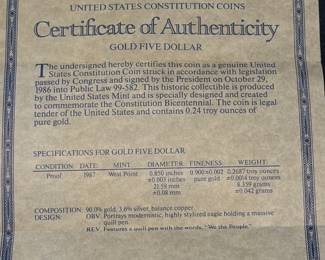 UNITED STATES CONSTITUTION COINS
Certificate of Authenticity
GOLD FIVE DOLLAR
The undersigned hereby certifies this coin as a genuine United
States Constitution Coin struck in accordance with legislation
passed by Congress and signed by the President on October 29,
1986 into Public Law 99-582. This historic collectible is produced
by the United States Mint and is specially designed and created
to commemorate the Constitution Bicentennial. The coin is legal
tender of the United States and contains 0.24 troy ounces of
pure gold.
SPECIFICATIONS FOR GOLD FIVE DOLLAR
CONDITION: DATE: MINT: DIAMETER: FINENESS: WEIGHT:
Proof 1987 West Point 0.850 inches 0.900±0.002 0.2687 troy ounces
±0.003 inches pure gold ±0.0014 troy ounces
21.59 mm 8.359 grams
±0.08 mm ±0.042 grams
COMPOSITION: 90.0% gold, 3.6% silver, balance copper.
DESIGN: OBV. Portrays modernistic, highly stylized eagle holding a massive
quill pen.
REV. Features a quill pen with the words, "We the People."